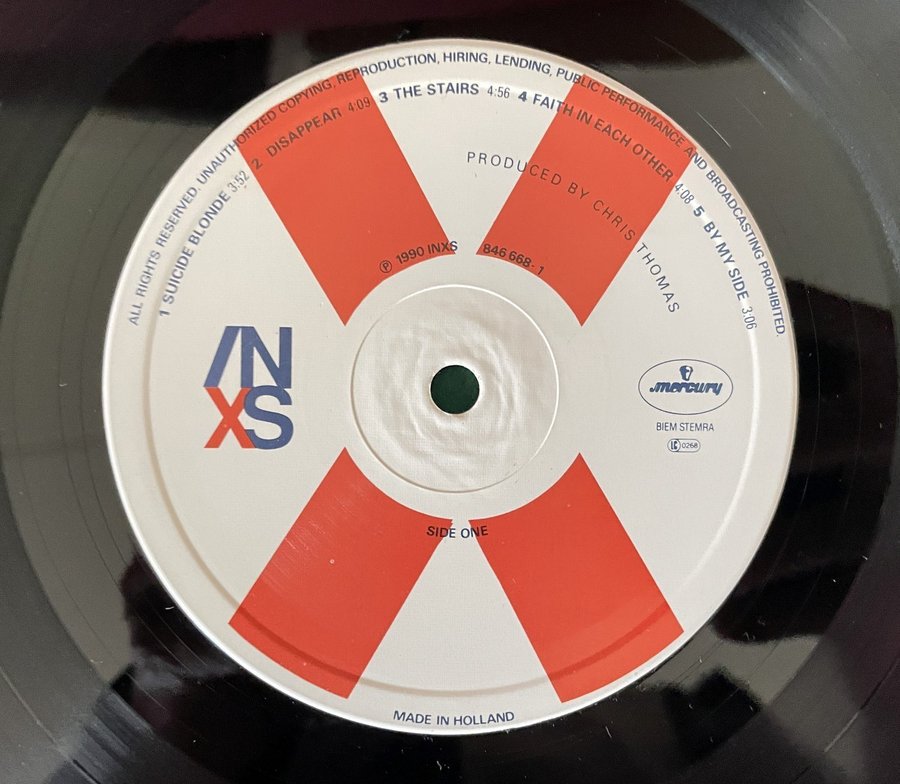 ALL RIGHTS RESERVED. UNAUTHORIZED COPYING, REPRODUCTION, HIRING, LENDING, PUBLIC PERFORMANCE AND BROADCASTING PROHIBITED.
1 SUICIDE BLONDE 3:52 2 DISAPPEAR 4:09 3 THE STAIRS 4:56 4 FAITH IN EACH OTHER 4:08 5 BY MY SIDE 3:06
PRODUCED BY CHRIS THOMAS
℗ 1990 INXS 846 668-1
IN
XS
mercury
BIEM STEMRA
LC 0268
SIDE ONE
MADE IN HOLLAND